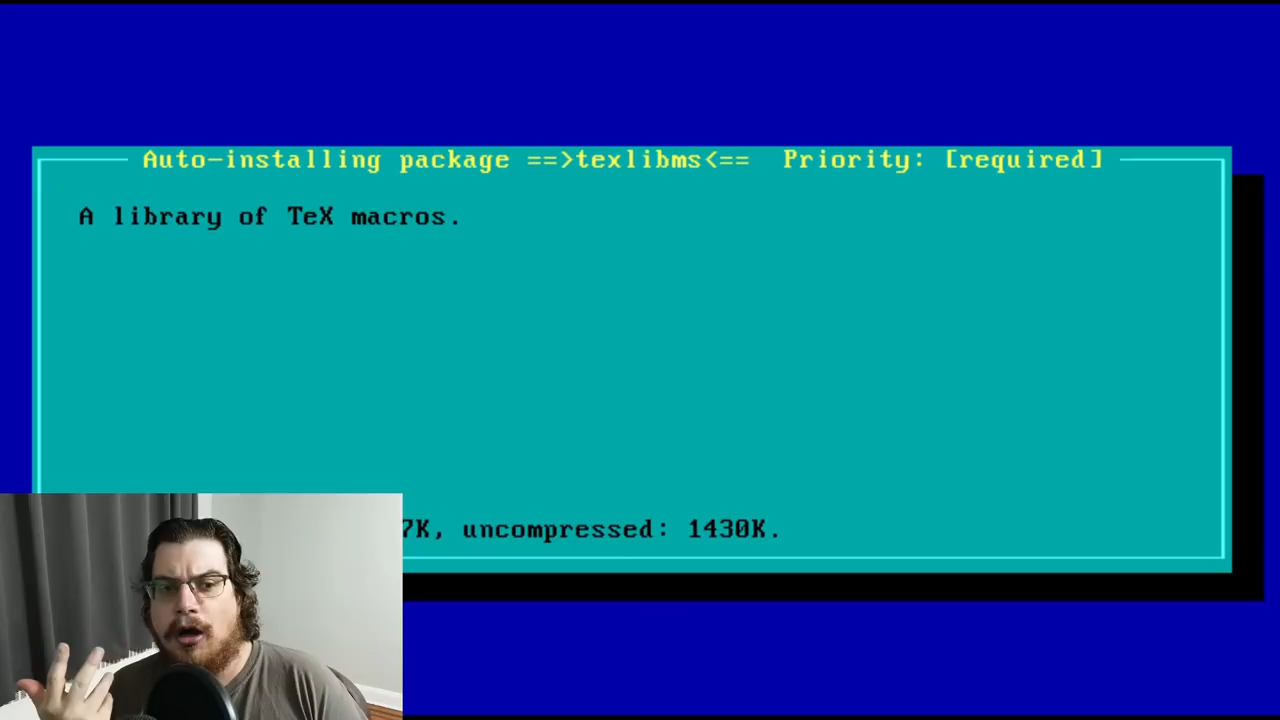 Auto-installing package ==>texlibms<== Priority: [required]
A library of TeX macros.
7K, uncompressed: 1430K.